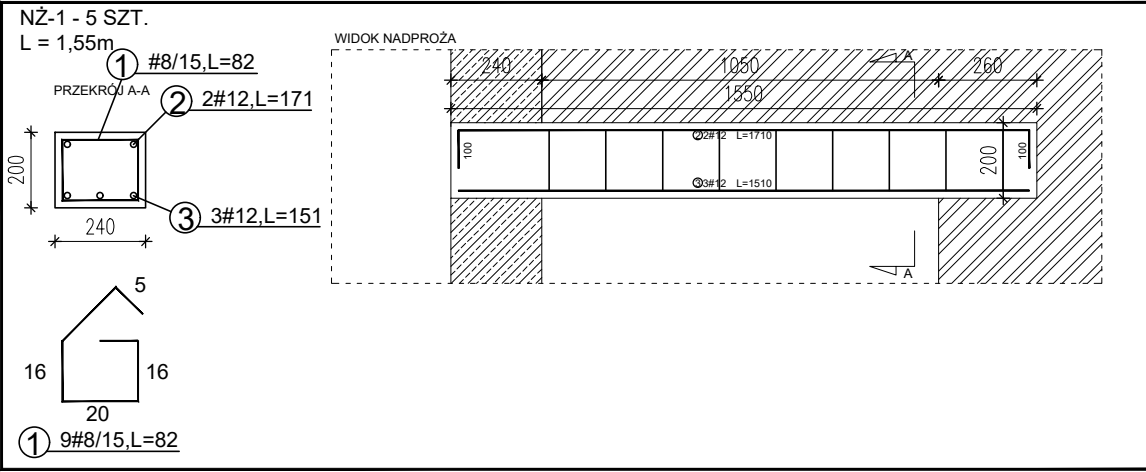 NŻ-1 - 5 SZT.
L = 1,55m
1 #8/15,L=82
PRZEKRÓJ A-A
2 2#12,L=171
200
240
3 3#12,L=151
5
16
16
20
1 9#8/15,L=82
WIDOK NADPROŻA
240
1050
260
A
1550
100
2 2#12 L=1710
200
100
3 3#12 L=1510
A